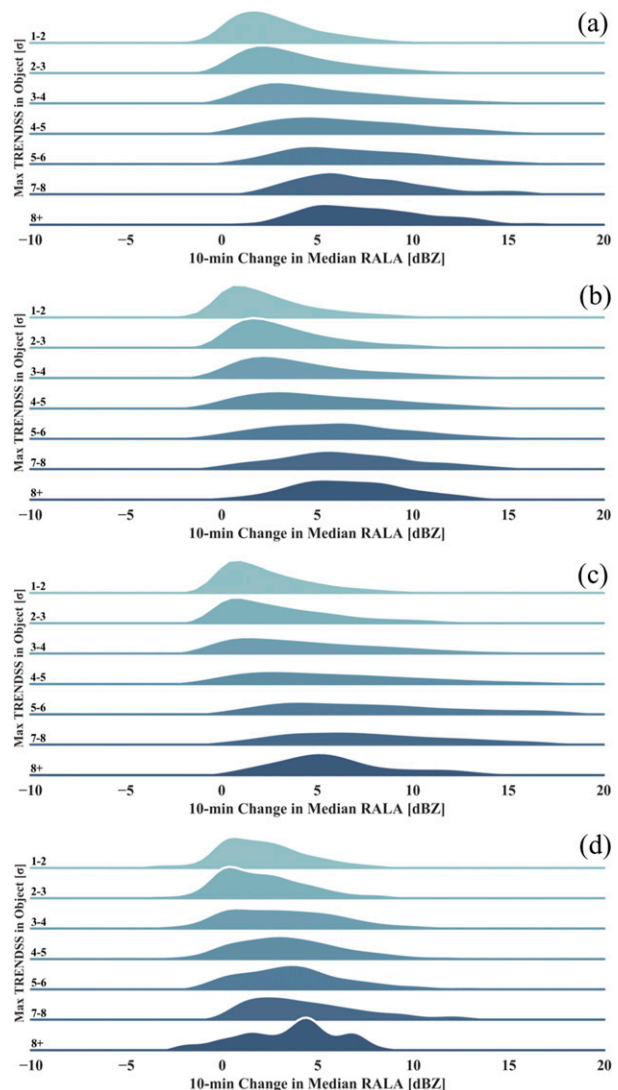 (a)
Max TRENDSS in Object [σ]
1-2
2-3
3-4
4-5
5-6
7-8
8+
−10 −5 0 5 10 15 20
10-min Change in Median RALA [dBZ]
(b)
Max TRENDSS in Object [σ]
1-2
2-3
3-4
4-5
5-6
7-8
8+
−10 −5 0 5 10 15 20
10-min Change in Median RALA [dBZ]
(c)
Max TRENDSS in Object [σ]
1-2
2-3
3-4
4-5
5-6
7-8
8+
−10 −5 0 5 10 15 20
10-min Change in Median RALA [dBZ]
(d)
Max TRENDSS in Object [σ]
1-2
2-3
3-4
4-5
5-6
7-8
8+
−10 −5 0 5 10 15 20
10-min Change in Median RALA [dBZ]